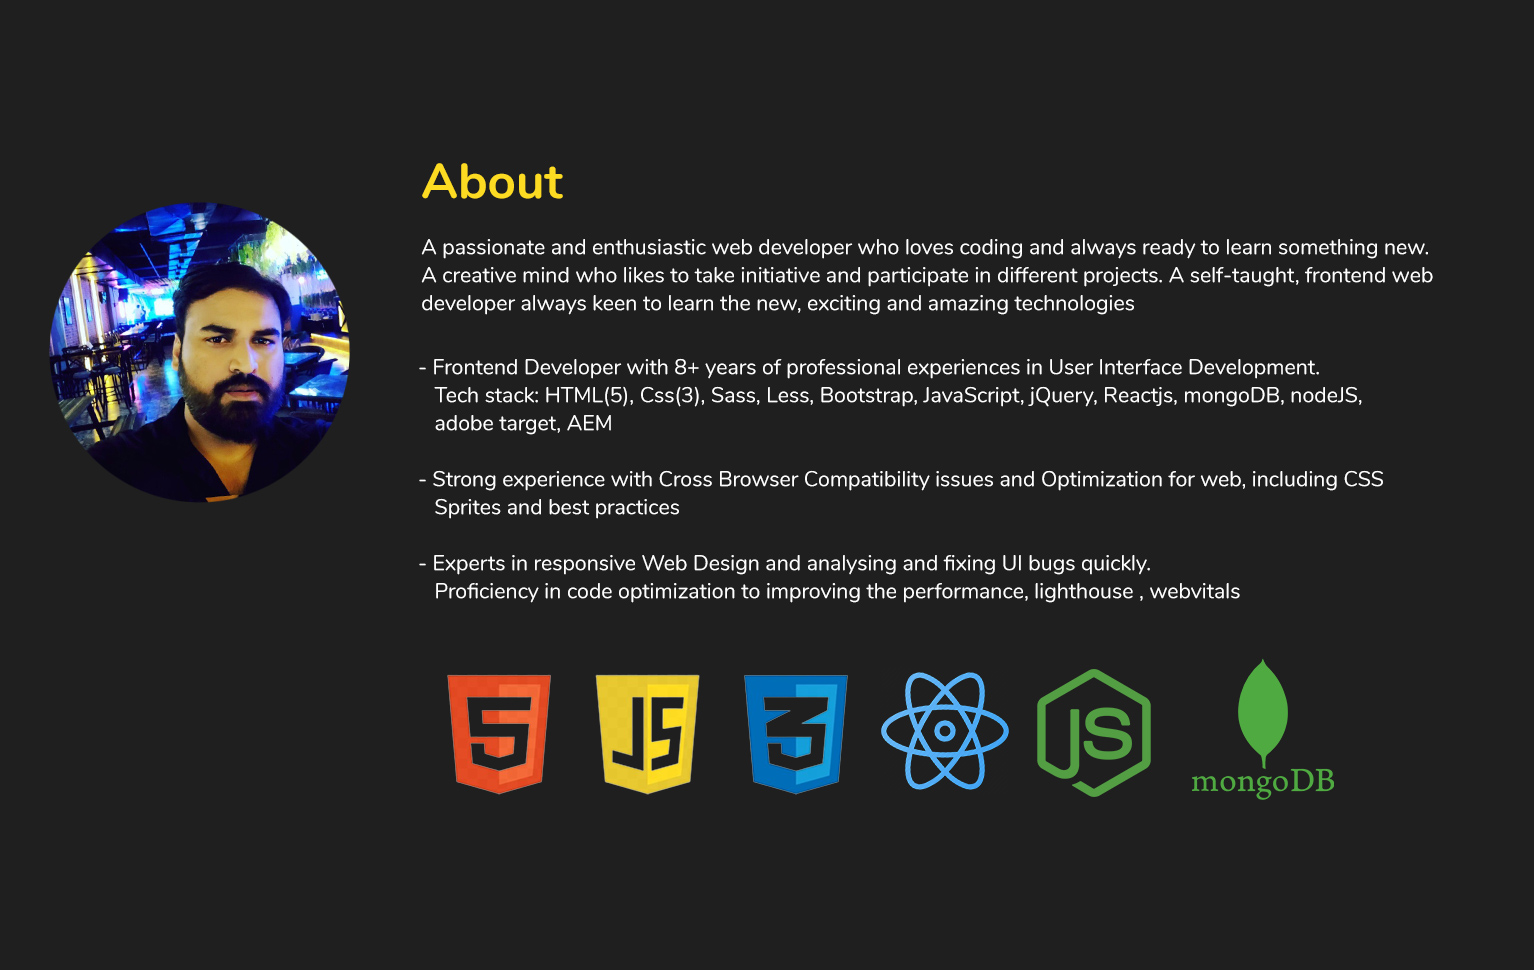 About
A passionate and enthusiastic web developer who loves coding and always ready to learn something new.
A creative mind who likes to take initiative and participate in different projects. A self-taught, frontend web
developer always keen to learn the new, exciting and amazing technologies
- Frontend Developer with 8+ years of professional experiences in User Interface Development.
Tech stack: HTML(5), Css(3), Sass, Less, Bootstrap, JavaScript, jQuery, Reactjs, mongoDB, nodeJS,
adobe target, AEM
- Strong experience with Cross Browser Compatibility issues and Optimization for web, including CSS
Sprites and best practices
- Experts in responsive Web Design and analysing and fixing UI bugs quickly.
Proficiency in code optimization to improving the performance, lighthouse , webvitals
5 JS 3 JS
mongoDB